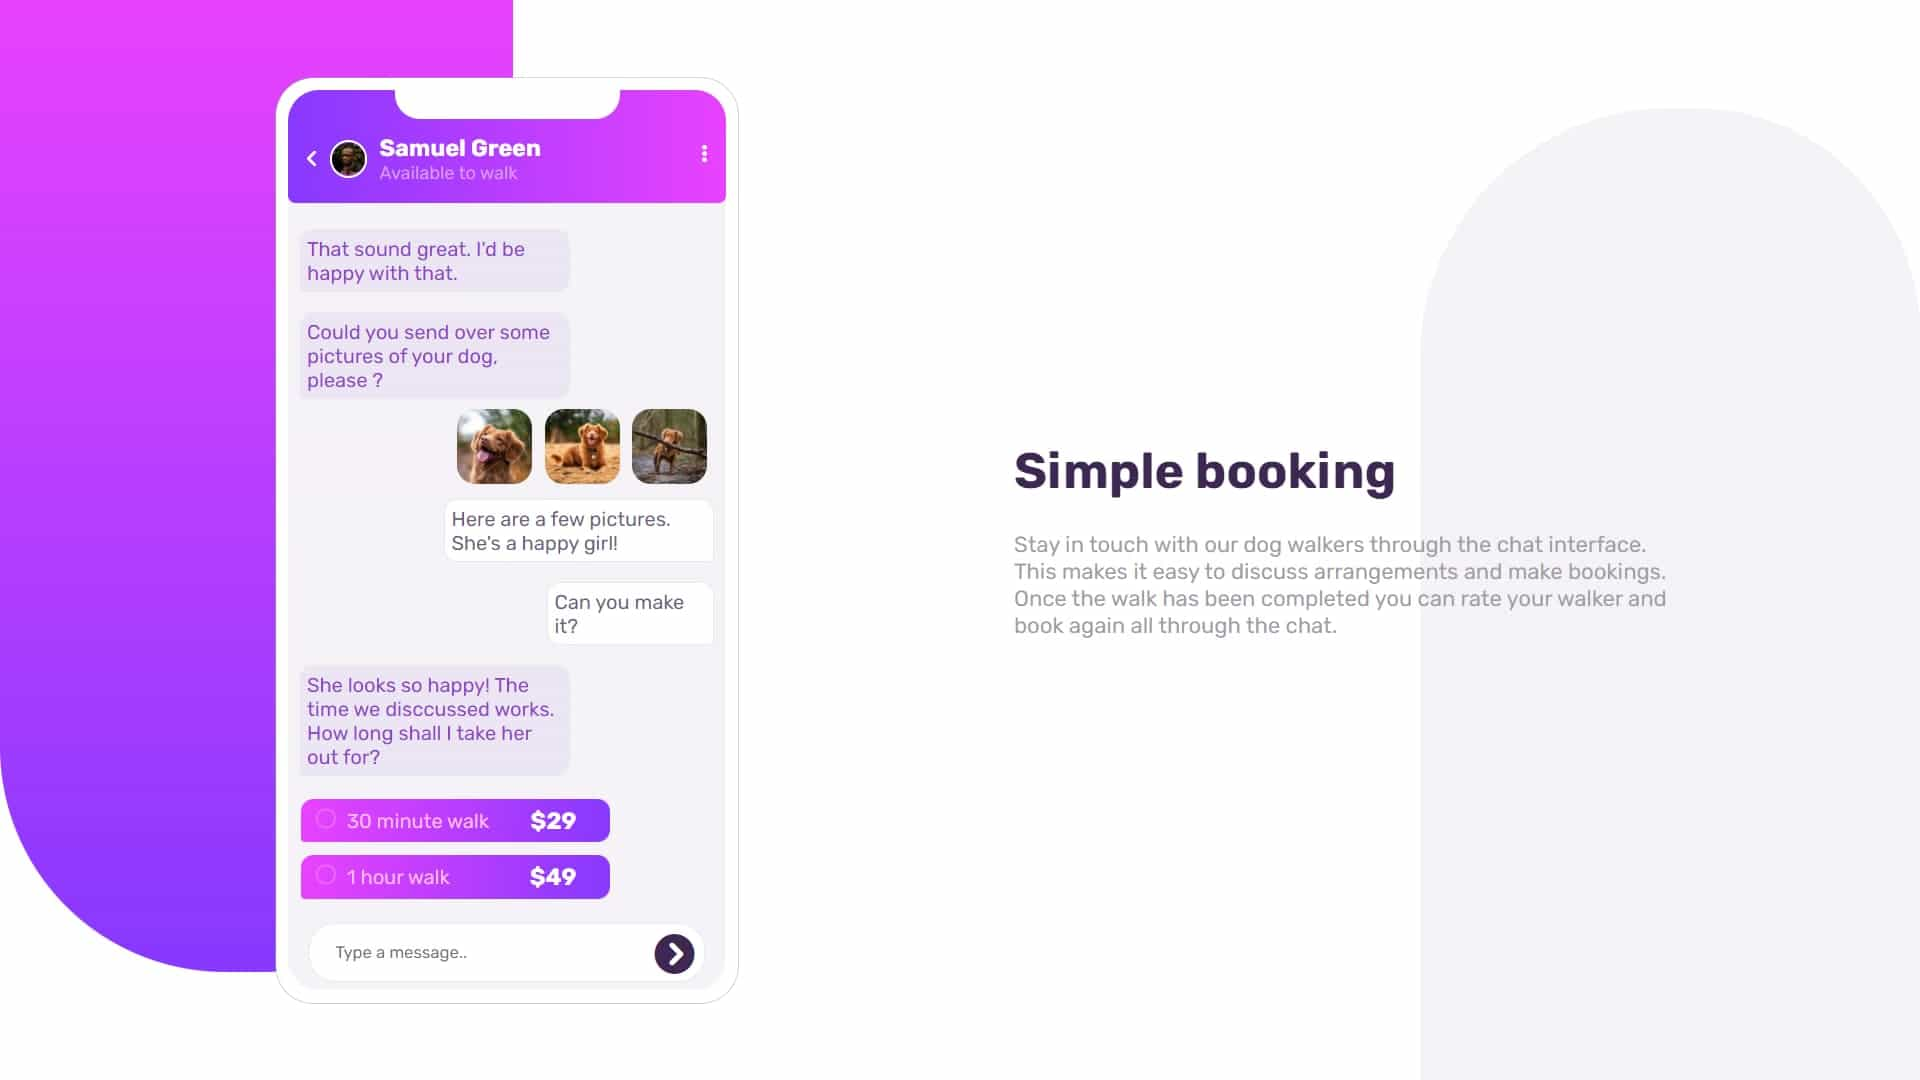 Samuel Green
Available to walk
That sound great. I'd be
happy with that.
Could you send over some
pictures of your dog,
please ?
Here are a few pictures.
She's a happy girl!
Can you make
it?
She looks so happy! The
time we disccussed works.
How long shall I take her
out for?
30 minute walk $29
1 hour walk $49
Type a message..
Simple booking
Stay in touch with our dog walkers through the chat interface.
This makes it easy to discuss arrangements and make bookings.
Once the walk has been completed you can rate your walker and
book again all through the chat.